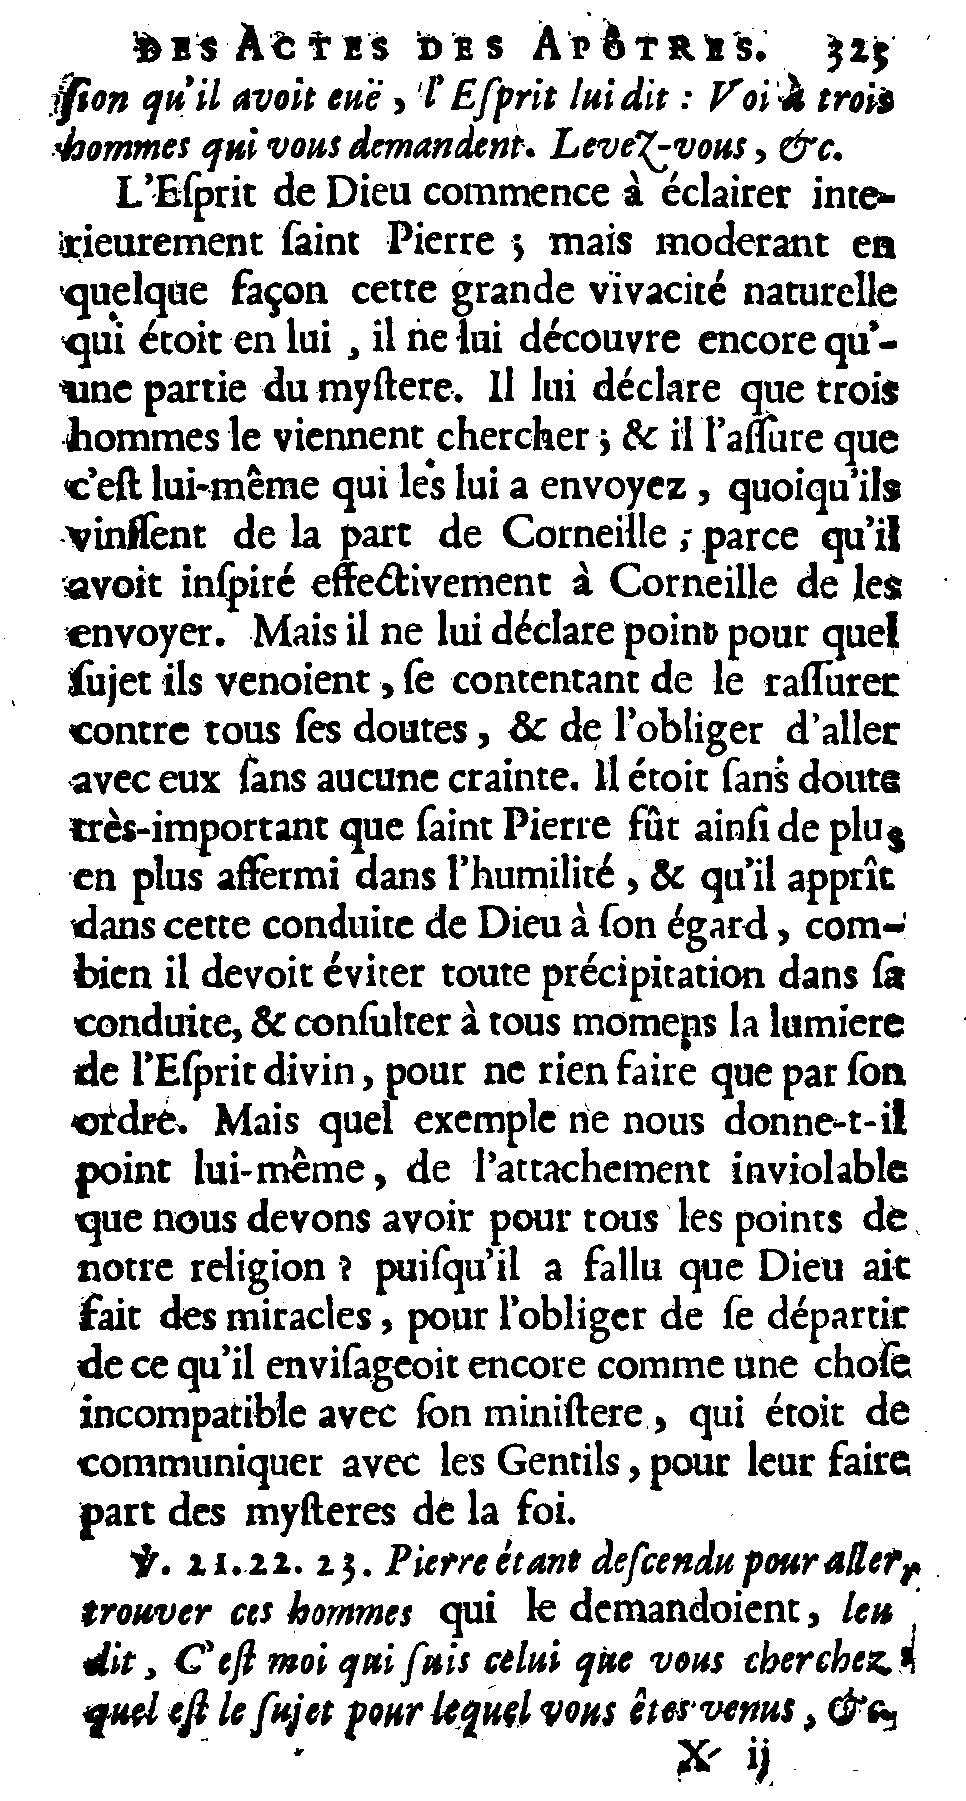 DES ACTES DES APÔTRES. 325
ſion qu'il avoit euë, l'Eſprit lui dit : Voi à trois
hommes qui vous demandent. Levez-vous, &c.
L'Eſprit de Dieu commence à éclairer inte-
rieurement ſaint Pierre ; mais moderant en
quelque façon cette grande vivacité naturelle
qui étoit en lui , il ne lui découvre encore qu'-
une partie du myſtere. Il lui déclare que trois
hommes le viennent chercher ; & il l'aſſure que
c'eſt lui-même qui les lui a envoyez , quoiqu'ils
vinſſent de la part de Corneille ; parce qu'il
avoit inſpiré effectivement à Corneille de les
envoyer. Mais il ne lui déclare point pour quel
ſujet ils venoient , ſe contentant de le raſſurer
contre tous ſes doutes , & de l'obliger d'aller
avec eux ſans aucune crainte. Il étoit ſans doute
très-important que ſaint Pierre fût ainſi de plus
en plus affermi dans l'humilité , & qu'il apprît
dans cette conduite de Dieu à ſon égard , com-
bien il devoit éviter toute précipitation dans ſa
conduite, & conſulter à tous momens la lumiere
de l'Eſprit divin , pour ne rien faire que par ſon
ordre. Mais quel exemple ne nous donne-t-il
point lui-même , de l'attachement inviolable
que nous devons avoir pour tous les points de
notre religion ? puiſqu'il a fallu que Dieu ait
fait des miracles , pour l'obliger de ſe départir
de ce qu'il enviſageoit encore comme une choſe
incompatible avec ſon miniſtere , qui étoit de
communiquer avec les Gentils , pour leur faire
part des myſteres de la foi.
℣. 21.22. 23. Pierre étant deſcendu pour aller
trouver ces hommes qui le demandoient, leu
dit, C'eſt moi qui ſuis celui que vous cherchez
quel eſt le ſujet pour lequel vous êtes venus , &c.
X ij